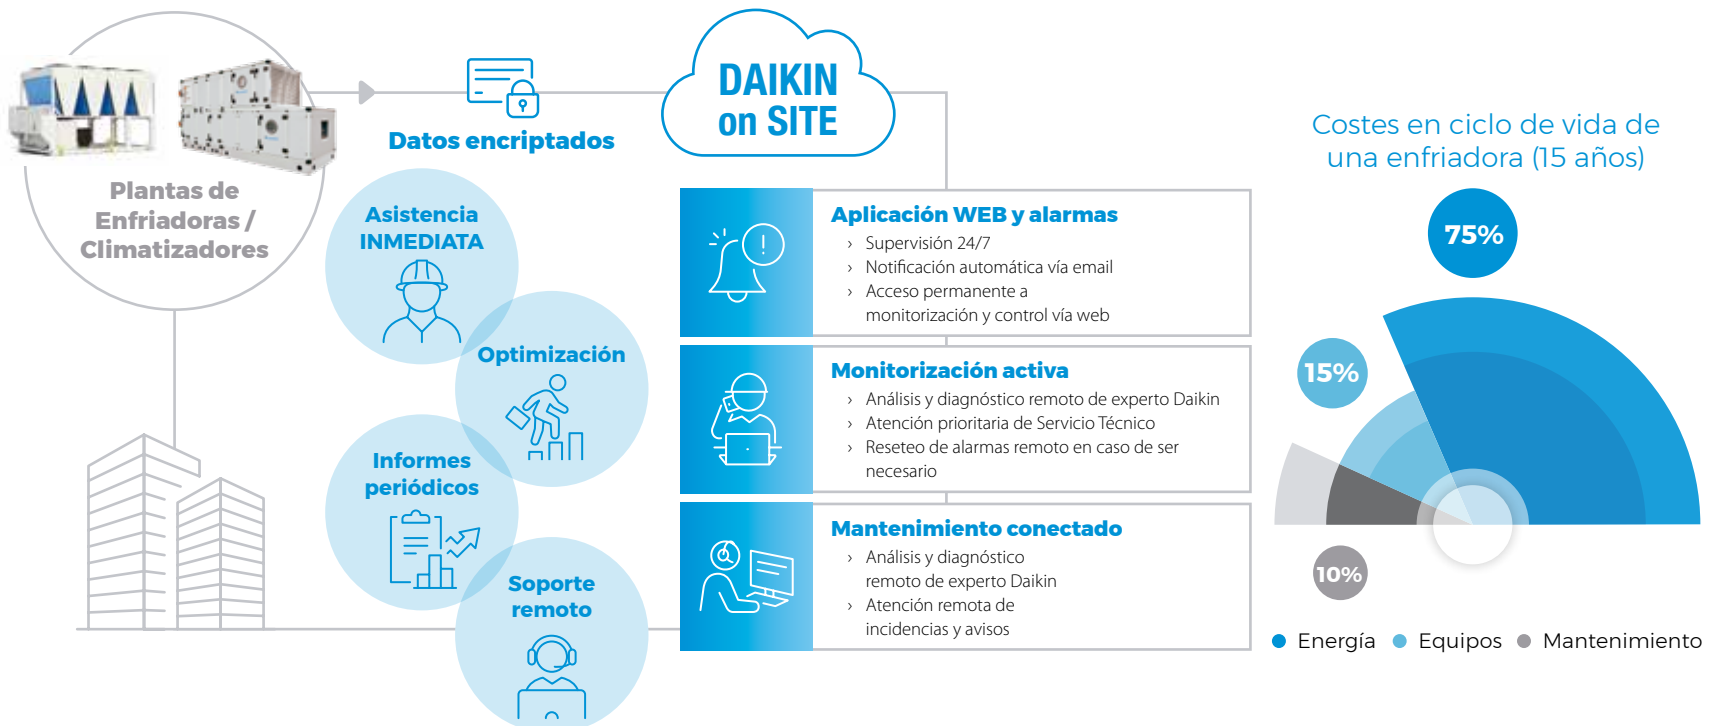 Plantas de
Enfriadoras /
Climatizadores
Datos encriptados
DAIKIN
on SITE
Asistencia
INMEDIATA
Optimización
Informes
periódicos
Soporte
remoto
Aplicación WEB y alarmas
› Supervisión 24/7
› Notificación automática vía email
› Acceso permanente a
monitorización y control vía web
Monitorización activa
› Análisis y diagnóstico remoto de experto Daikin
› Atención prioritaria de Servicio Técnico
› Reseteo de alarmas remoto en caso de ser
necesario
Mantenimiento conectado
› Análisis y diagnóstico
remoto de experto Daikin
› Atención remota de
incidencias y avisos
Costes en ciclo de vida de
una enfriadora (15 años)
75%
15%
10%
Energía Equipos Mantenimiento